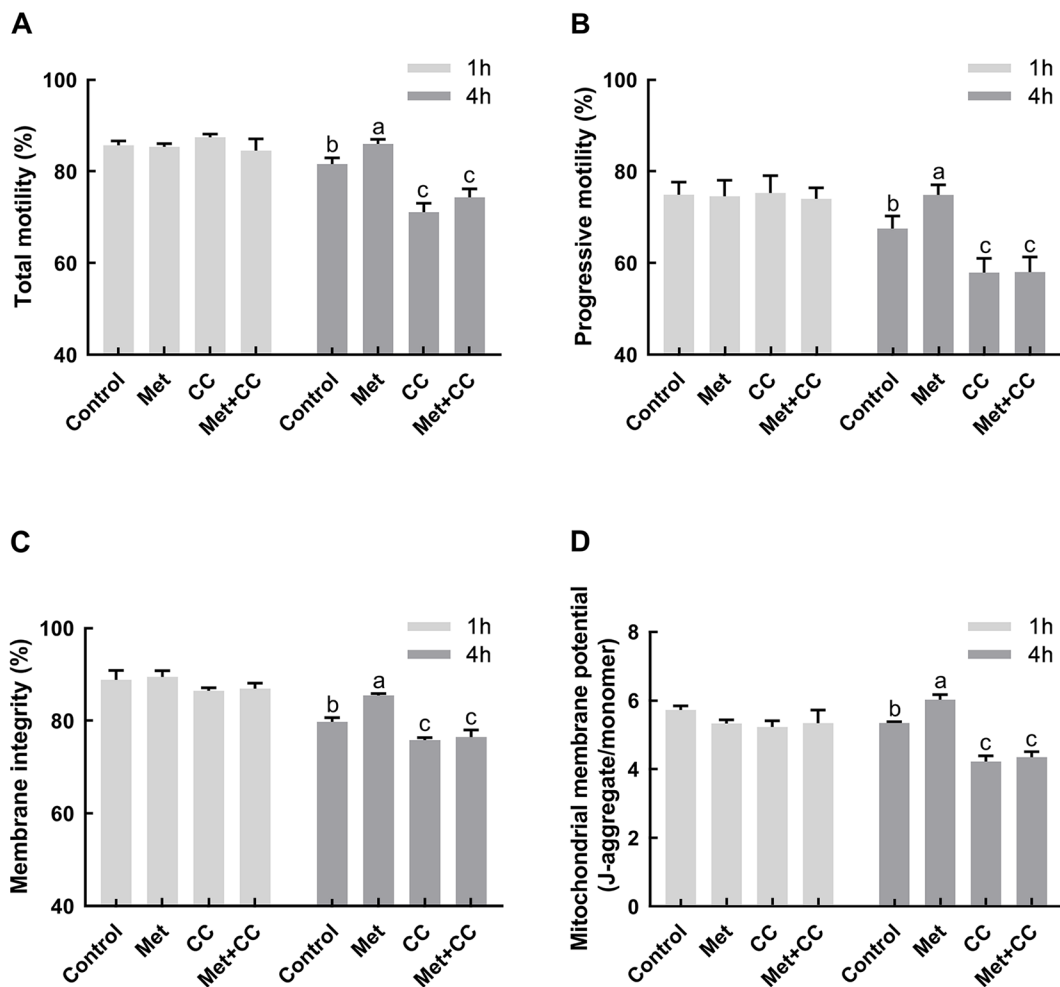 A
Total motility (%)
100
80
60
40
1h
4h
b
a
c
c
Control
Met
CC
Met+CC
Control
Met
CC
Met+CC
B
Progressive motility (%)
100
80
60
40
1h
4h
b
a
c
c
Control
Met
CC
Met+CC
Control
Met
CC
Met+CC
C
Membrane integrity (%)
100
80
60
40
1h
4h
b
a
c
c
Control
Met
CC
Met+CC
Control
Met
CC
Met+CC
D
Mitochondrial membrane potential
(J-aggregate/monomer)
8
6
4
2
0
1h
4h
b
a
c
c
Control
Met
CC
Met+CC
Control
Met
CC
Met+CC